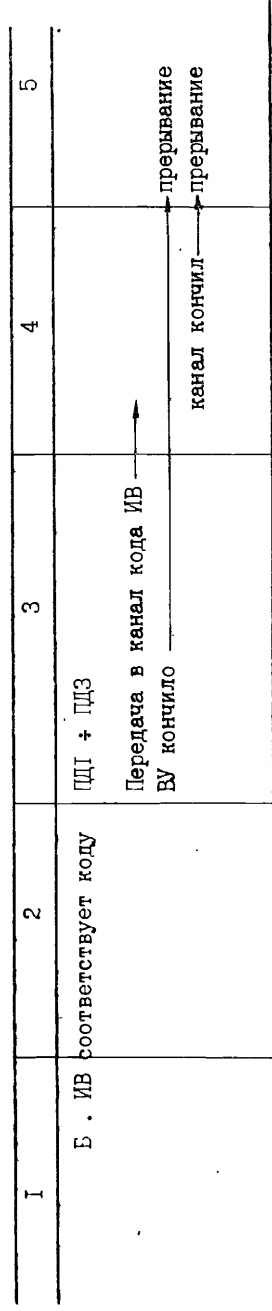 I 2 3 4 5
Б . ИВ соответствует коду ПДI ÷ ПДЗ
Передача в канал кода ИВ
ВУ кончило прерывание
канал кончил прерывание